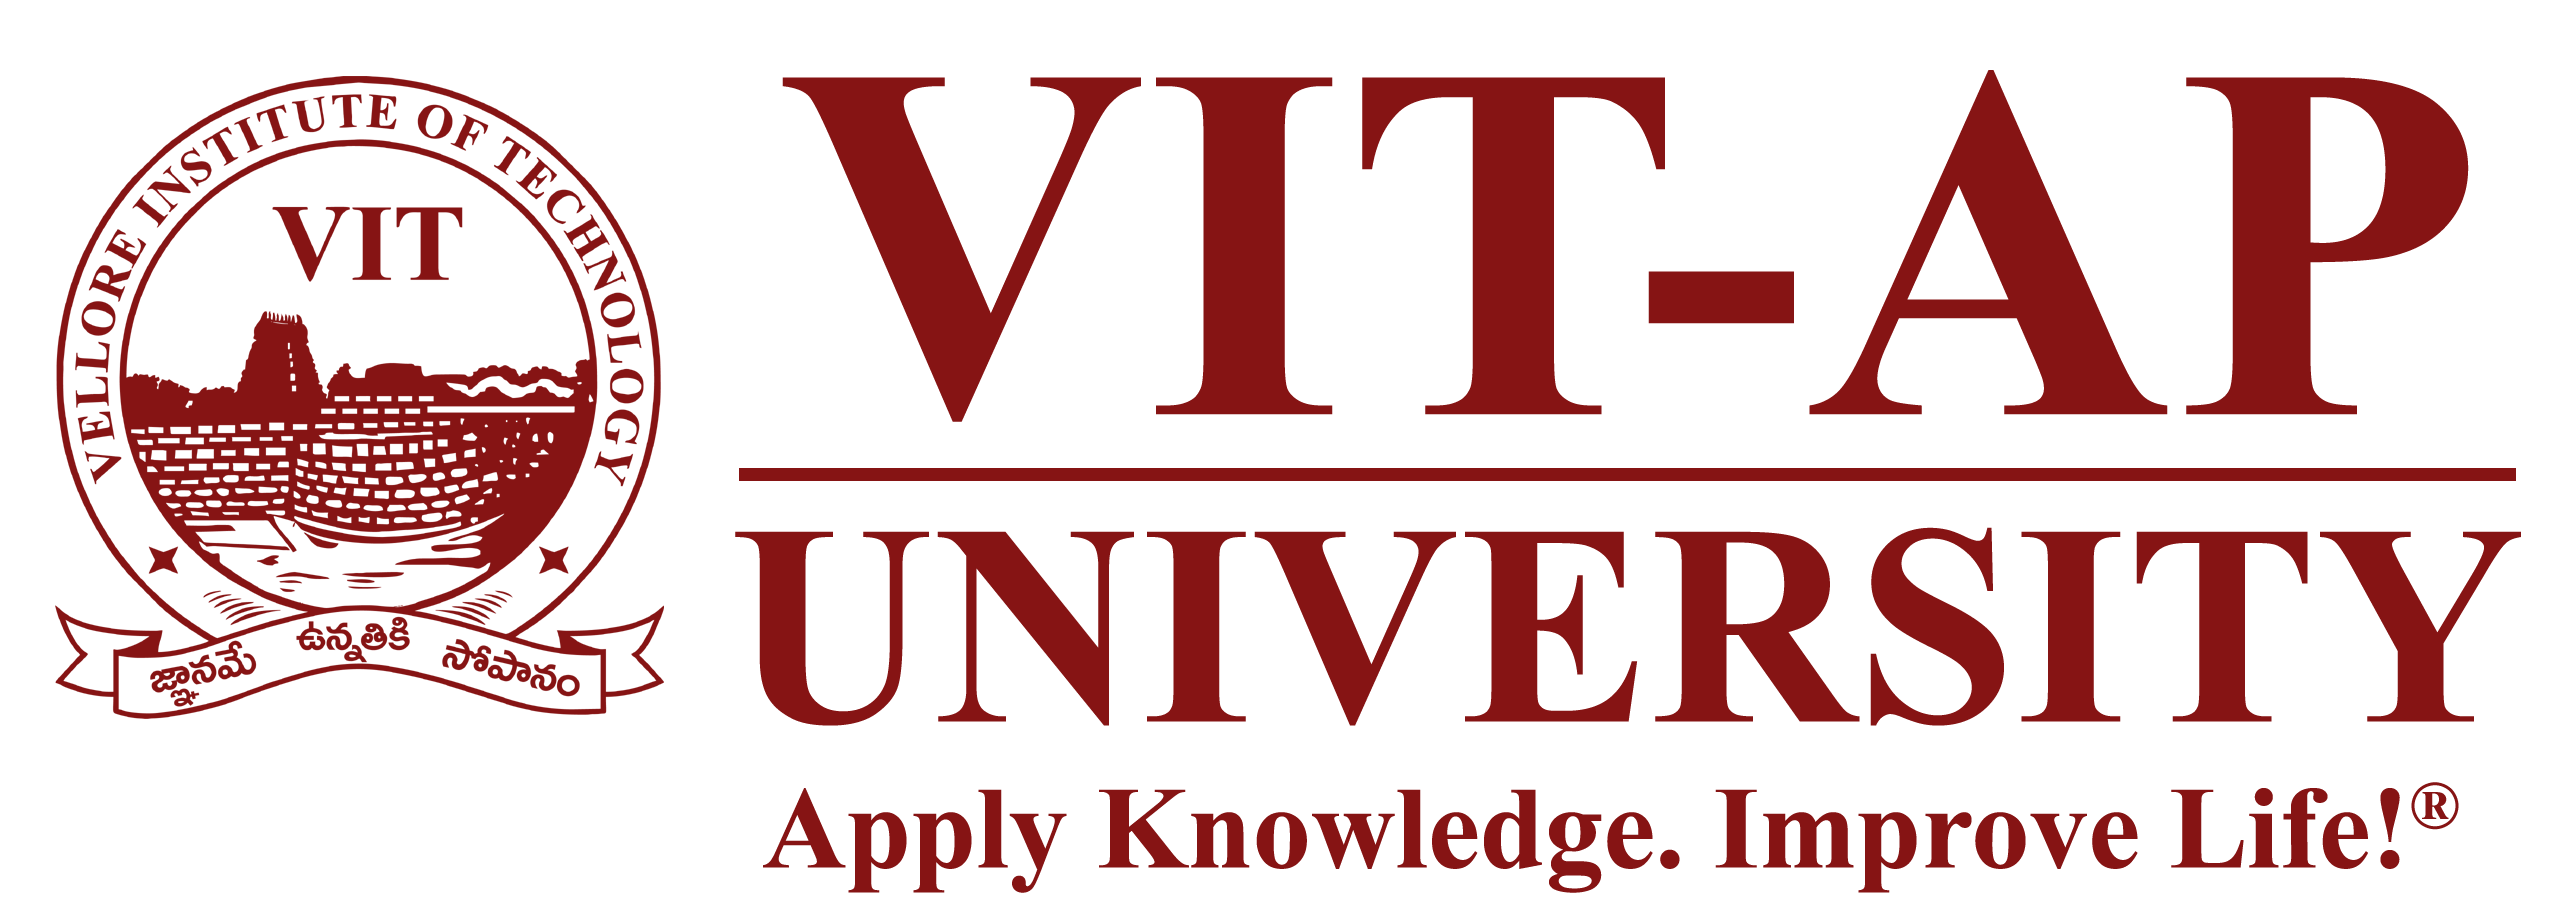 VELLORE INSTITUTE OF TECHNOLOGY
VIT
జ్ఞానమే ఉన్నతికి సోపానం
VIT-AP
UNIVERSITY
Apply Knowledge. Improve Life!®